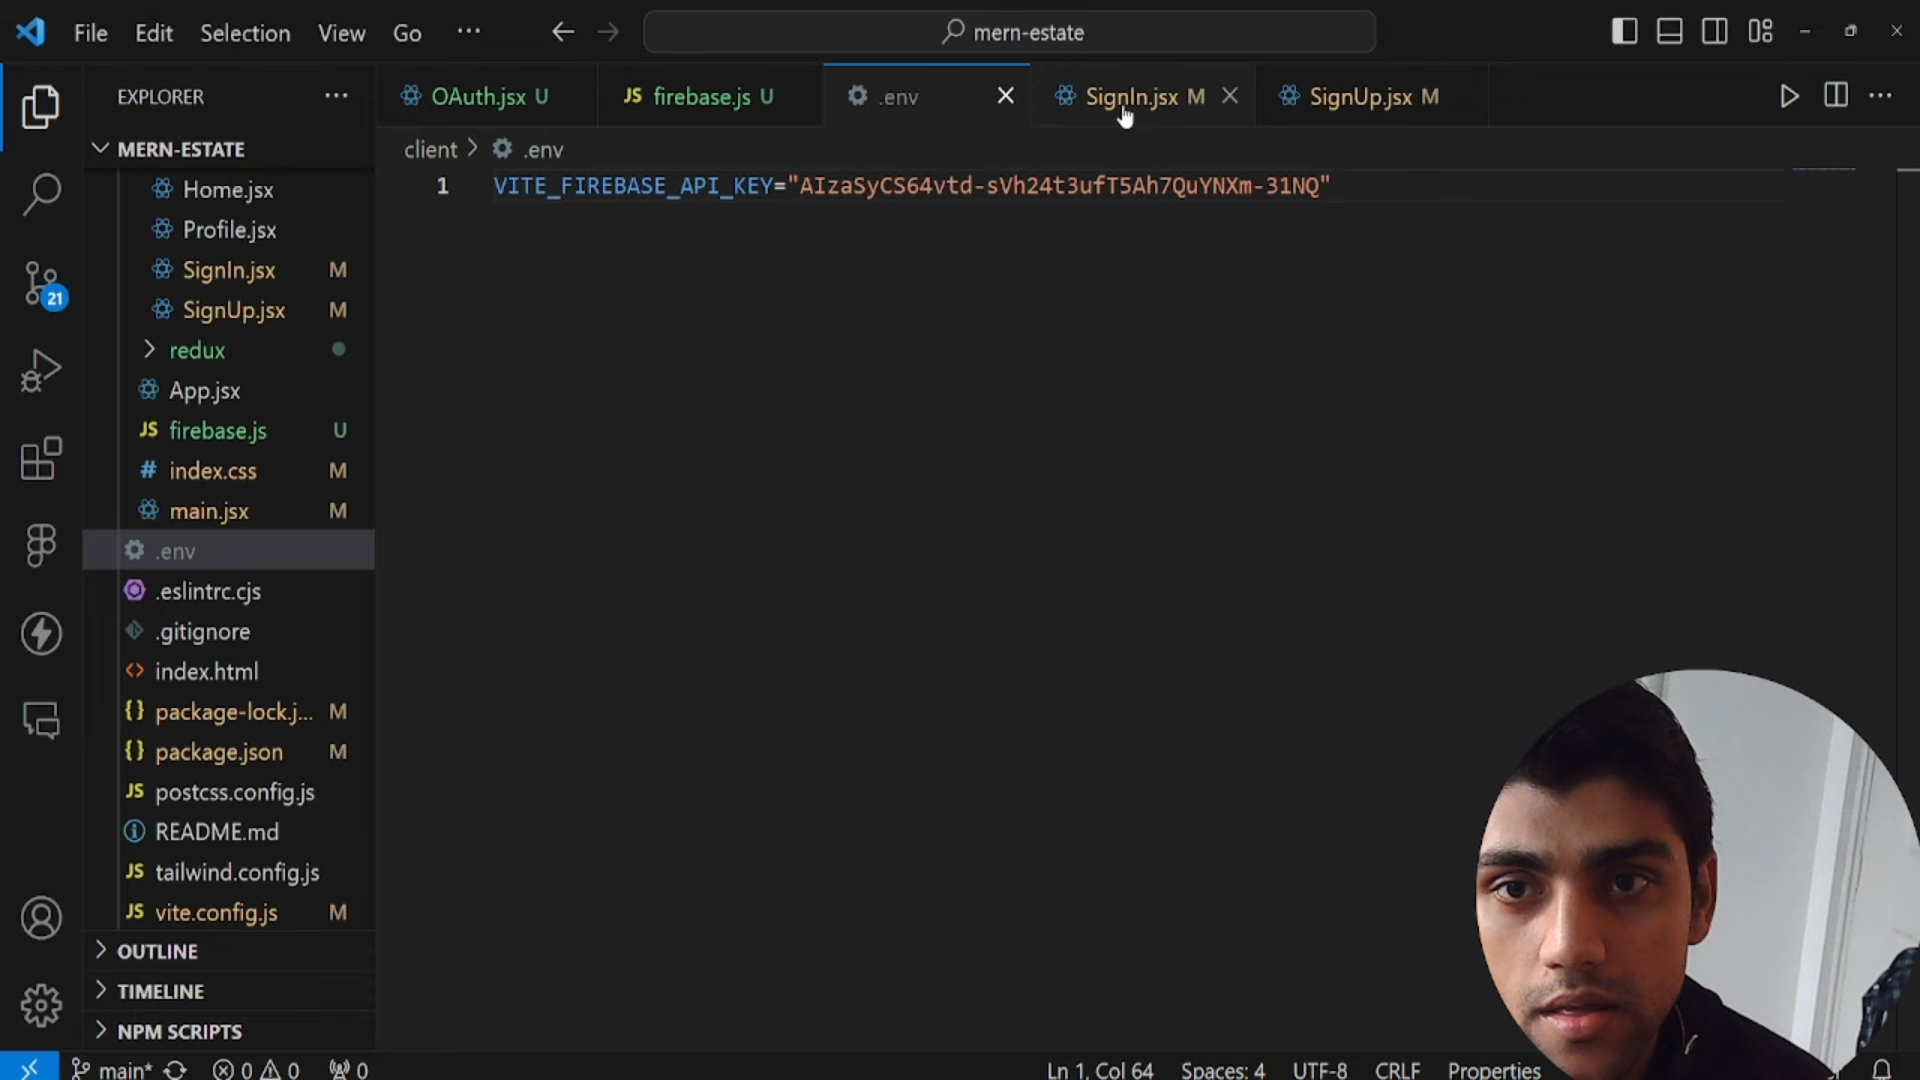 File Edit Selection View Go ··· mern-estate
EXPLORER ···
OAuth.jsx U firebase.js U .env SignIn.jsx M SignUp.jsx M
MERN-ESTATE
client > .env
1 VITE_FIREBASE_API_KEY="AIzaSyCS64vtd-sVh24t3ufT5Ah7QuYNXm-31NQ"
Home.jsx
Profile.jsx
SignIn.jsx M
SignUp.jsx M
redux
App.jsx
JS firebase.js U
# index.css M
main.jsx M
.env
.eslintrc.cjs
.gitignore
<> index.html
{} package-lock.j... M
{} package.json M
JS postcss.config.js
README.md
JS tailwind.config.js
JS vite.config.js M
OUTLINE
TIMELINE
NPM SCRIPTS
21
main* 0 0 0 Ln 1, Col 64 Spaces: 4 UTF-8 CRLF Properties